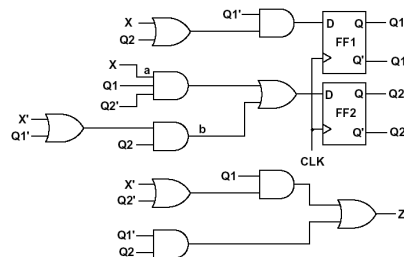 Q1'
X
Q2
D Q Q1
FF1
Q' Q1
X
a
Q1
Q2'
D Q Q2
FF2
Q' Q2
X'
Q1'
b
Q2
CLK
X'
Q2'
Q1
Z
Q1'
Q2